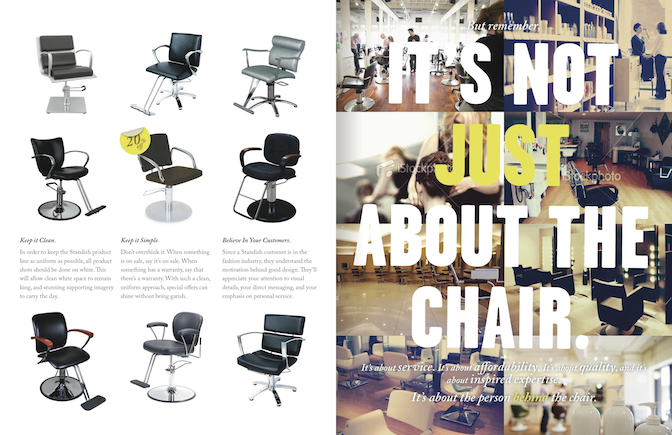 20%
Keep it Clean.
In order to keep the Standish product
line as uniform as possible, all product
shots should be done on white. This
will allow clean white space to remain
king, and stunning supporting imagery
to carry the day.
Keep it Simple.
Don't overthink it. When something
is on sale, say it's on sale. When
something has a warranty, say that
there's a warranty. With such a clean,
uniform approach, special offers can
shine without being garish.
Believe In Your Customers.
Since a Standish customer is in the
fashion industry, they understand the
motivation behind good design. They'll
appreciate your attention to visual
details, your direct messaging, and your
emphasis on personal service.
But remember,
IT'S NOT
JUST
ABOUT THE
CHAIR.
It's about service. It's about affordability. It's about quality, and it's
about inspired expertise.
It's about the person behind the chair.
iStockphoto
iStockphoto